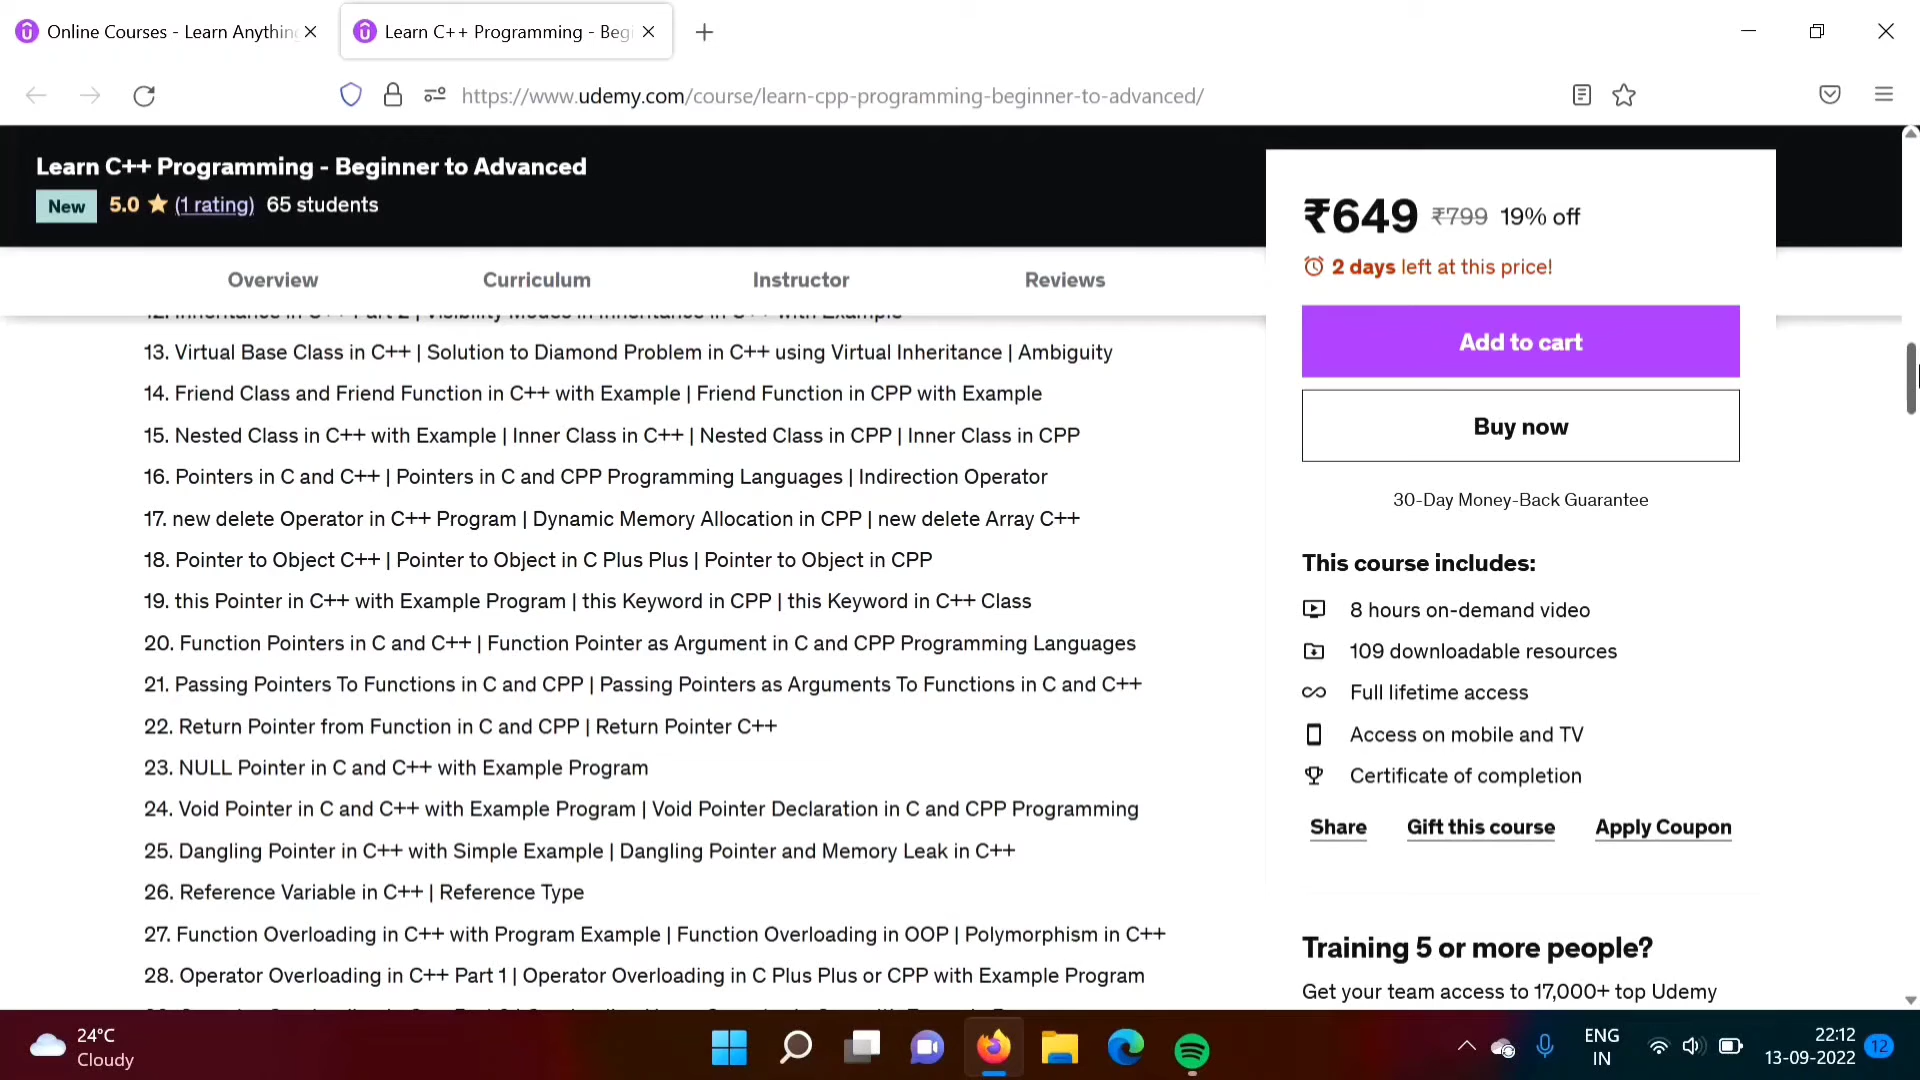 Online Courses - Learn Anything
Learn C++ Programming - Begi
https://www.udemy.com/course/learn-cpp-programming-beginner-to-advanced/
Learn C++ Programming - Beginner to Advanced
New 5.0 (1 rating) 65 students
₹649 ₹799 19% off
2 days left at this price!
Overview Curriculum Instructor Reviews
Add to cart
Buy now
30-Day Money-Back Guarantee
12. Inheritance in C++ Part 2 | Visibility Modes in Inheritance in C++ with Example
13. Virtual Base Class in C++ | Solution to Diamond Problem in C++ using Virtual Inheritance | Ambiguity
14. Friend Class and Friend Function in C++ with Example | Friend Function in CPP with Example
15. Nested Class in C++ with Example | Inner Class in C++ | Nested Class in CPP | Inner Class in CPP
16. Pointers in C and C++ | Pointers in C and CPP Programming Languages | Indirection Operator
17. new delete Operator in C++ Program | Dynamic Memory Allocation in CPP | new delete Array C++
18. Pointer to Object C++ | Pointer to Object in C Plus Plus | Pointer to Object in CPP
19. this Pointer in C++ with Example Program | this Keyword in CPP | this Keyword in C++ Class
20. Function Pointers in C and C++ | Function Pointer as Argument in C and CPP Programming Languages
21. Passing Pointers To Functions in C and CPP | Passing Pointers as Arguments To Functions in C and C++
22. Return Pointer from Function in C and CPP | Return Pointer C++
23. NULL Pointer in C and C++ with Example Program
24. Void Pointer in C and C++ with Example Program | Void Pointer Declaration in C and CPP Programming
25. Dangling Pointer in C++ with Simple Example | Dangling Pointer and Memory Leak in C++
26. Reference Variable in C++ | Reference Type
27. Function Overloading in C++ with Program Example | Function Overloading in OOP | Polymorphism in C++
28. Operator Overloading in C++ Part 1 | Operator Overloading in C Plus Plus or CPP with Example Program
This course includes:
8 hours on-demand video
109 downloadable resources
Full lifetime access
Access on mobile and TV
Certificate of completion
Share Gift this course Apply Coupon
Training 5 or more people?
Get your team access to 17,000+ top Udemy
24°C
Cloudy
ENG
IN
22:12
13-09-2022
12